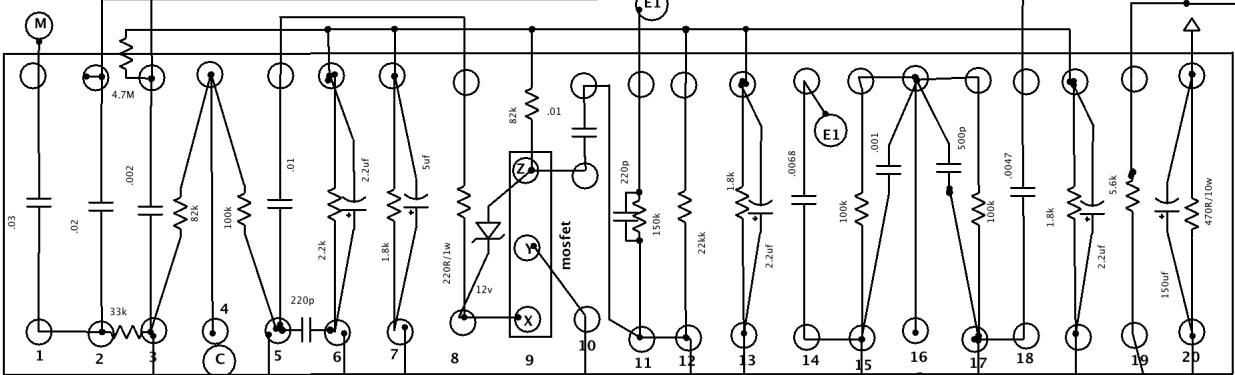 M
E1
4.7M
82k
.01
E1
.03
.02
.002
82k
100k
.01
2.2k
2.2uf
1.8k
5uf
220R/1w
12v
Z
Y
X
mosfet
220p
150k
22kk
1.8k
2.2uf
.0068
100k
.001
500p
100k
.0047
1.8k
2.2uf
5.6k
150uf
470R/10w
33k
220p
4
C
1
2
3
5
6
7
8
9
10
11
12
13
14
15
16
17
18
19
20